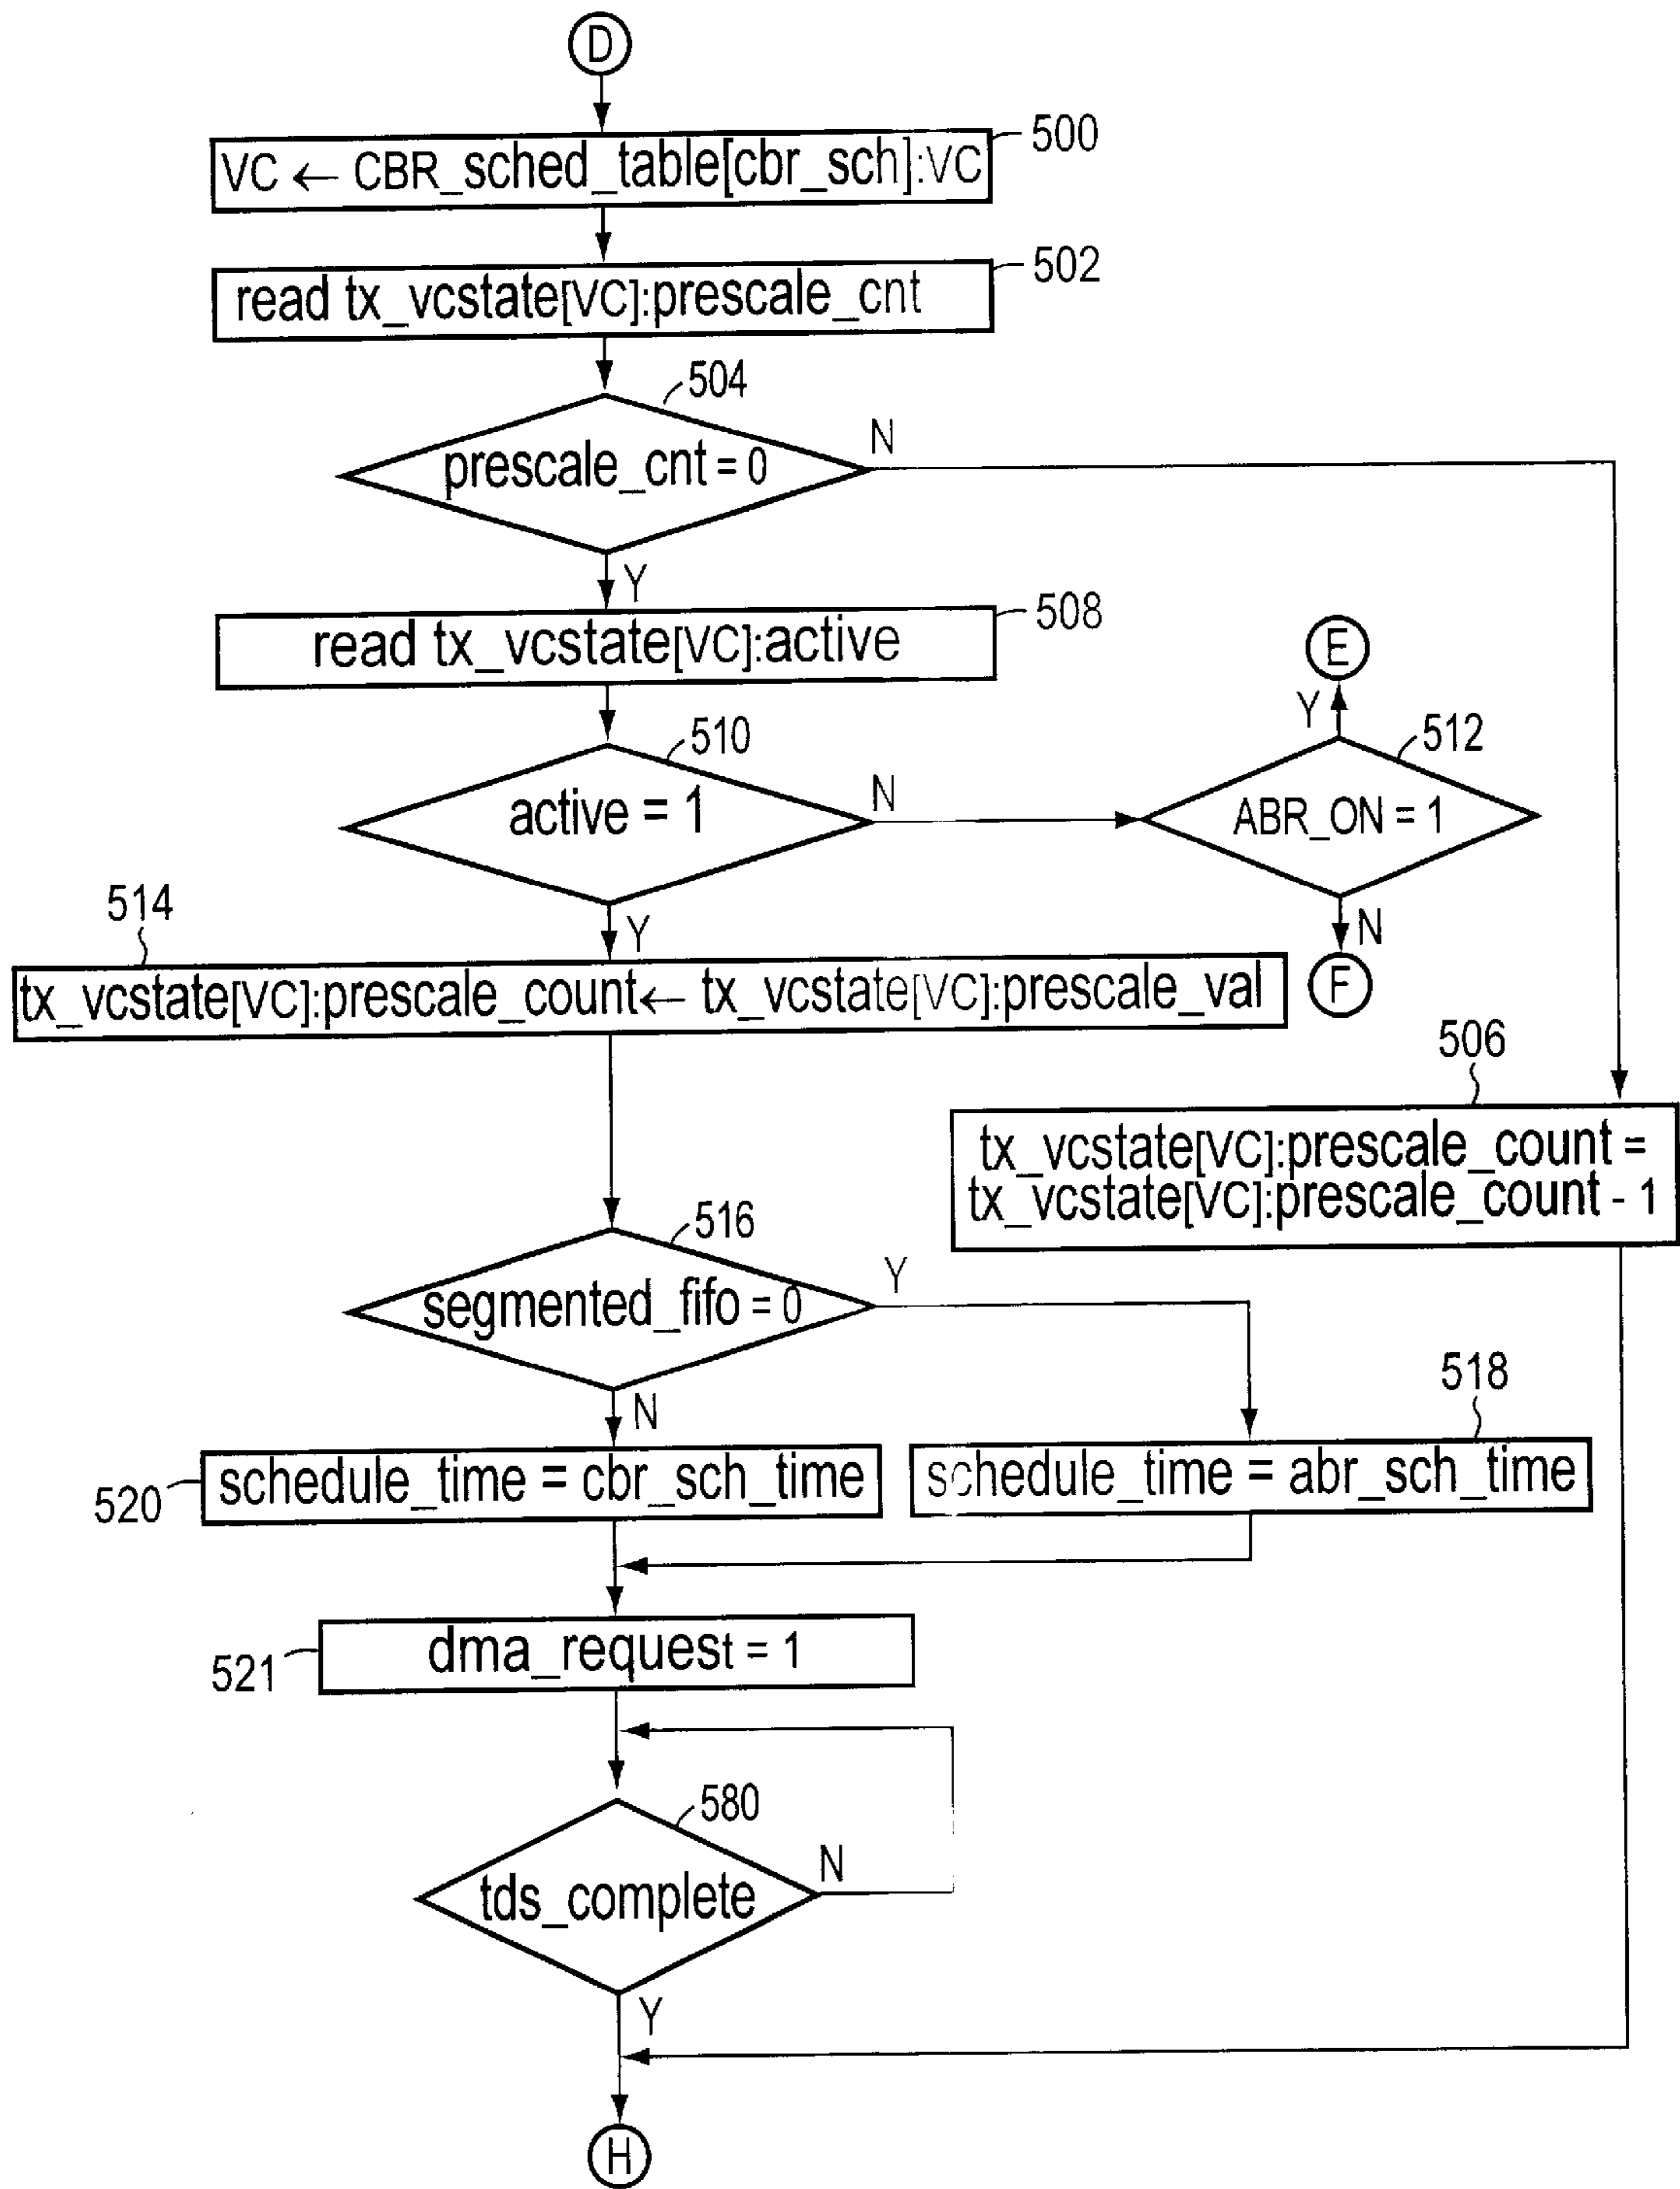 D
VC ← CBR_sched_table[cbr_sch]:VC
500
read tx_vcstate[VC]:prescale_cnt
502
504
prescale_cnt = 0
N
Y
read tx_vcstate[VC]:active
508
E
Y
510
512
active = 1
N
ABR_ON = 1
514
Y
N
tx_vcstate[VC]:prescale_count← tx_vcstate[VC]:prescale_val
F
506
tx_vcstate[VC]:prescale_count =
tx_vcstate[VC]:prescale_count - 1
516
segmented_fifo = 0
Y
N
518
520
schedule_time = cbr_sch_time
schedule_time = abr_sch_time
521
dma_request = 1
580
tds_complete
N
Y
H